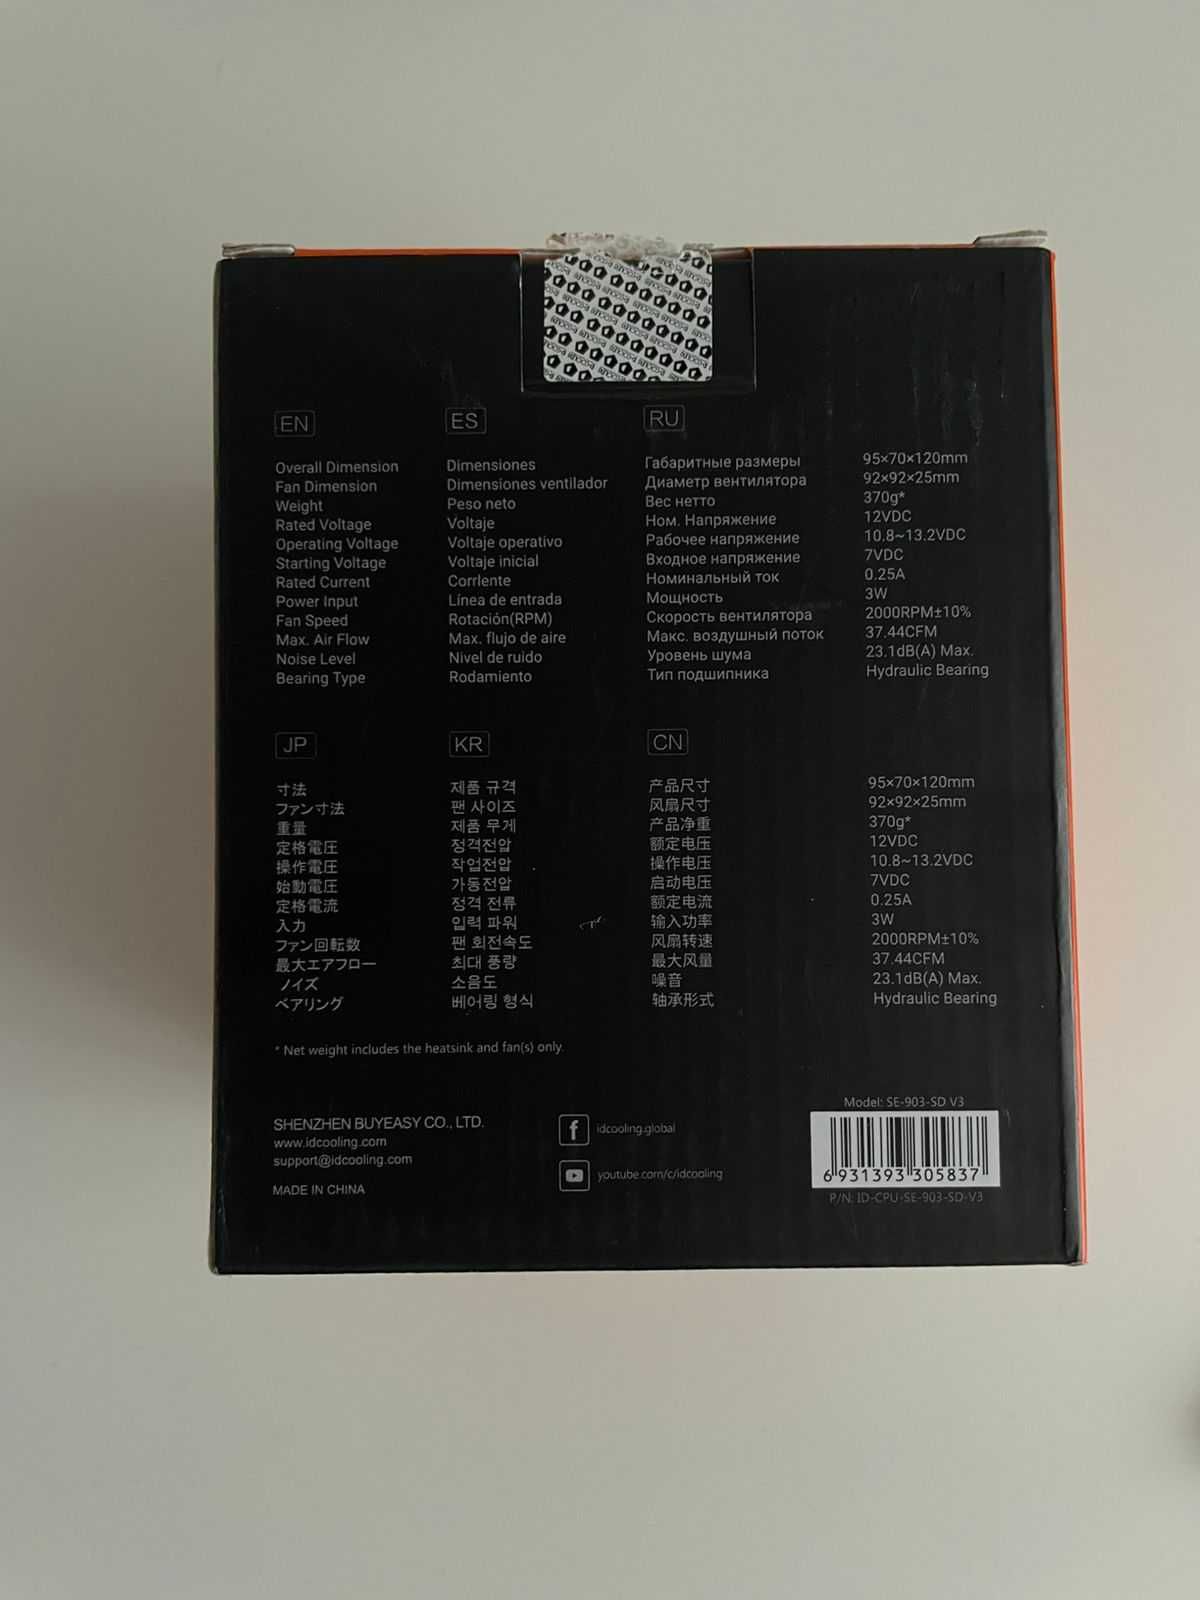 EN
ES
RU
Overall Dimension Dimensiones Габаритные размеры 95×70×120mm
Fan Dimension Dimensiones ventilador Диаметр вентилятора 92×92×25mm
Weight Peso neto Вес нетто 370g*
Rated Voltage Voltaje Ном. Напряжение 12VDC
Operating Voltage Voltaje operativo Рабочее напряжение 10.8~13.2VDC
Starting Voltage Voltaje inicial Входное напряжение 7VDC
Rated Current Corrlente Номинальный ток 0.25A
Power Input Línea de entrada Мощность 3W
Fan Speed Rotación(RPM) Скорость вентилятора 2000RPM±10%
Max. Air Flow Max. flujo de aire Макс. воздушный поток 37.44CFM
Noise Level Nivel de ruido Уровень шума 23.1dB(A) Max.
Bearing Type Rodamiento Тип подшипника Hydraulic Bearing
JP
KR
CN
寸法 제품 규격 产品尺寸 95×70×120mm
ファン寸法 팬 사이즈 风扇尺寸 92×92×25mm
重量 제품 무게 产品净重 370g*
定格電圧 정격전압 额定电压 12VDC
操作電圧 작업전압 操作电压 10.8~13.2VDC
始動電圧 가동전압 启动电压 7VDC
定格電流 정격 전류 额定电流 0.25A
入力 입력 파워 输入功率 3W
ファン回転数 팬 회전속도 风扇转速 2000RPM±10%
最大エアフロー 최대 풍량 最大风量 37.44CFM
ノイズ 소음도 噪音 23.1dB(A) Max.
ベアリング 베어링 형식 轴承形式 Hydraulic Bearing
* Net weight includes the heatsink and fan(s) only.
SHENZHEN BUYEASY CO., LTD.
www.idcooling.com
support@idcooling.com
MADE IN CHINA
idcooling.global
youtube.com/c/idcooling
Model: SE-903-SD V3
6 931393 305837
P/N: ID-CPU-SE-903-SD-V3